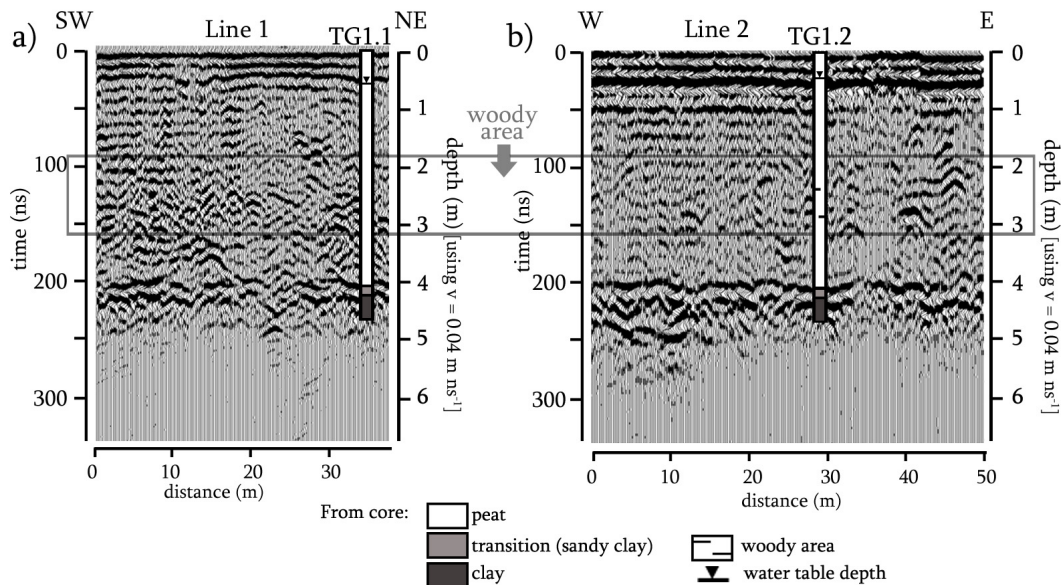 a) SW Line 1 TG1.1 NE
0
100
200
300
time (ns)
0
1
2
3
4
5
6
depth (m) [using v = 0.04 m ns⁻¹]
0 10 20 30
distance (m)
woody
area
b) W Line 2 TG1.2 E
0
100
200
300
time (ns)
0
1
2
3
4
5
6
depth (m) [using v = 0.04 m ns⁻¹]
0 10 20 30 40 50
distance (m)
From core:
peat
transition (sandy clay)
clay
woody area
water table depth